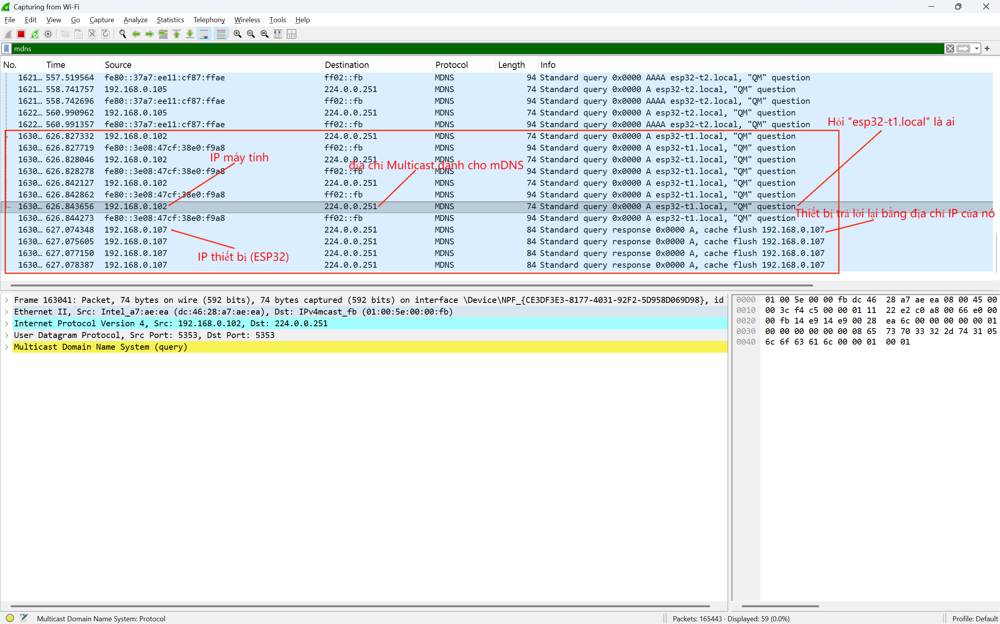 Capturing from Wi-Fi
File Edit View Go Capture Analyze Statistics Telephony Wireless Tools Help
mdns
No. Time Source Destination Protocol Length Info
1621… 557.519564 fe80::37a7:ee11:cf87:ffae ff02::fb MDNS 94 Standard query 0x0000 AAAA esp32-t2.local, "QM" question
1621… 558.741757 192.168.0.105 224.0.0.251 MDNS 74 Standard query 0x0000 A esp32-t2.local, "QM" question
1621… 558.742696 fe80::37a7:ee11:cf87:ffae ff02::fb MDNS 94 Standard query 0x0000 AAAA esp32-t2.local, "QM" question
1622… 560.990962 192.168.0.105 224.0.0.251 MDNS 74 Standard query 0x0000 A esp32-t2.local, "QM" question
1622… 560.991357 fe80::37a7:ee11:cf87:ffae ff02::fb MDNS 94 Standard query 0x0000 AAAA esp32-t2.local, "QM" question
Hỏi "esp32-t1.local" là ai
1630… 626.827332 192.168.0.102 224.0.0.251 MDNS 74 Standard query 0x0000 A esp32-t1.local, "QM" question
1630… 626.827719 fe80::3e08:47cf:38e0:f9a8 ff02::fb MDNS 94 Standard query 0x0000 A esp32-t1.local, "QM" question
IP máy tính
1630… 626.828046 192.168.0.102 224.0.0.251 MDNS 74 Standard query 0x0000 A esp32-t1.local, "QM" question
địa chỉ Multicast dành cho mDNS
1630… 626.828278 fe80::3e08:47cf:38e0:f9a8 ff02::fb MDNS 94 Standard query 0x0000 A esp32-t1.local, "QM" question
1630… 626.842127 192.168.0.102 224.0.0.251 MDNS 74 Standard query 0x0000 A esp32-t1.local, "QM" question
1630… 626.842862 fe80::3e08:47cf:38e0:f9a8 ff02::fb MDNS 94 Standard query 0x0000 A esp32-t1.local, "QM" question
1630… 626.843656 192.168.0.102 224.0.0.251 MDNS 74 Standard query 0x0000 A esp32-t1.local, "QM" question
Thiết bị trả lời lại bằng địa chỉ IP của nó
1630… 626.844273 fe80::3e08:47cf:38e0:f9a8 ff02::fb MDNS 94 Standard query 0x0000 A esp32-t1.local, "QM" question
1630… 627.074348 192.168.0.107 224.0.0.251 MDNS 84 Standard query response 0x0000 A, cache flush 192.168.0.107
1630… 627.075605 192.168.0.107 224.0.0.251 MDNS 84 Standard query response 0x0000 A, cache flush 192.168.0.107
1630… 627.077150 192.168.0.107 224.0.0.251 MDNS 84 Standard query response 0x0000 A, cache flush 192.168.0.107
IP thiết bị (ESP32)
1630… 627.078387 192.168.0.107 224.0.0.251 MDNS 84 Standard query response 0x0000 A, cache flush 192.168.0.107
Frame 163041: Packet, 74 bytes on wire (592 bits), 74 bytes captured (592 bits) on interface \Device\NPF_{CE3DF3E3-8177-4031-92F2-5D958D069D98}, id
Ethernet II, Src: Intel_a7:ae:ea (dc:46:28:a7:ae:ea), Dst: IPv4mcast_fb (01:00:5e:00:00:fb)
Internet Protocol Version 4, Src: 192.168.0.102, Dst: 224.0.0.251
User Datagram Protocol, Src Port: 5353, Dst Port: 5353
Multicast Domain Name System (query)
0000 01 00 5e 00 00 fb dc 46 28 a7 ae ea 08 00 45 00
0010 00 3c f4 c5 00 00 01 11 22 e2 c0 a8 00 66 e0 00
0020 00 fb 14 e9 14 e9 00 28 ea 6c 00 00 00 00 00 01
0030 00 00 00 00 00 00 08 65 73 70 33 32 2d 74 31 05
0040 6c 6f 63 61 6c 00 00 01 00 01
Multicast Domain Name System: Protocol
Packets: 165443 · Displayed: 59 (0.0%)
Profile: Default